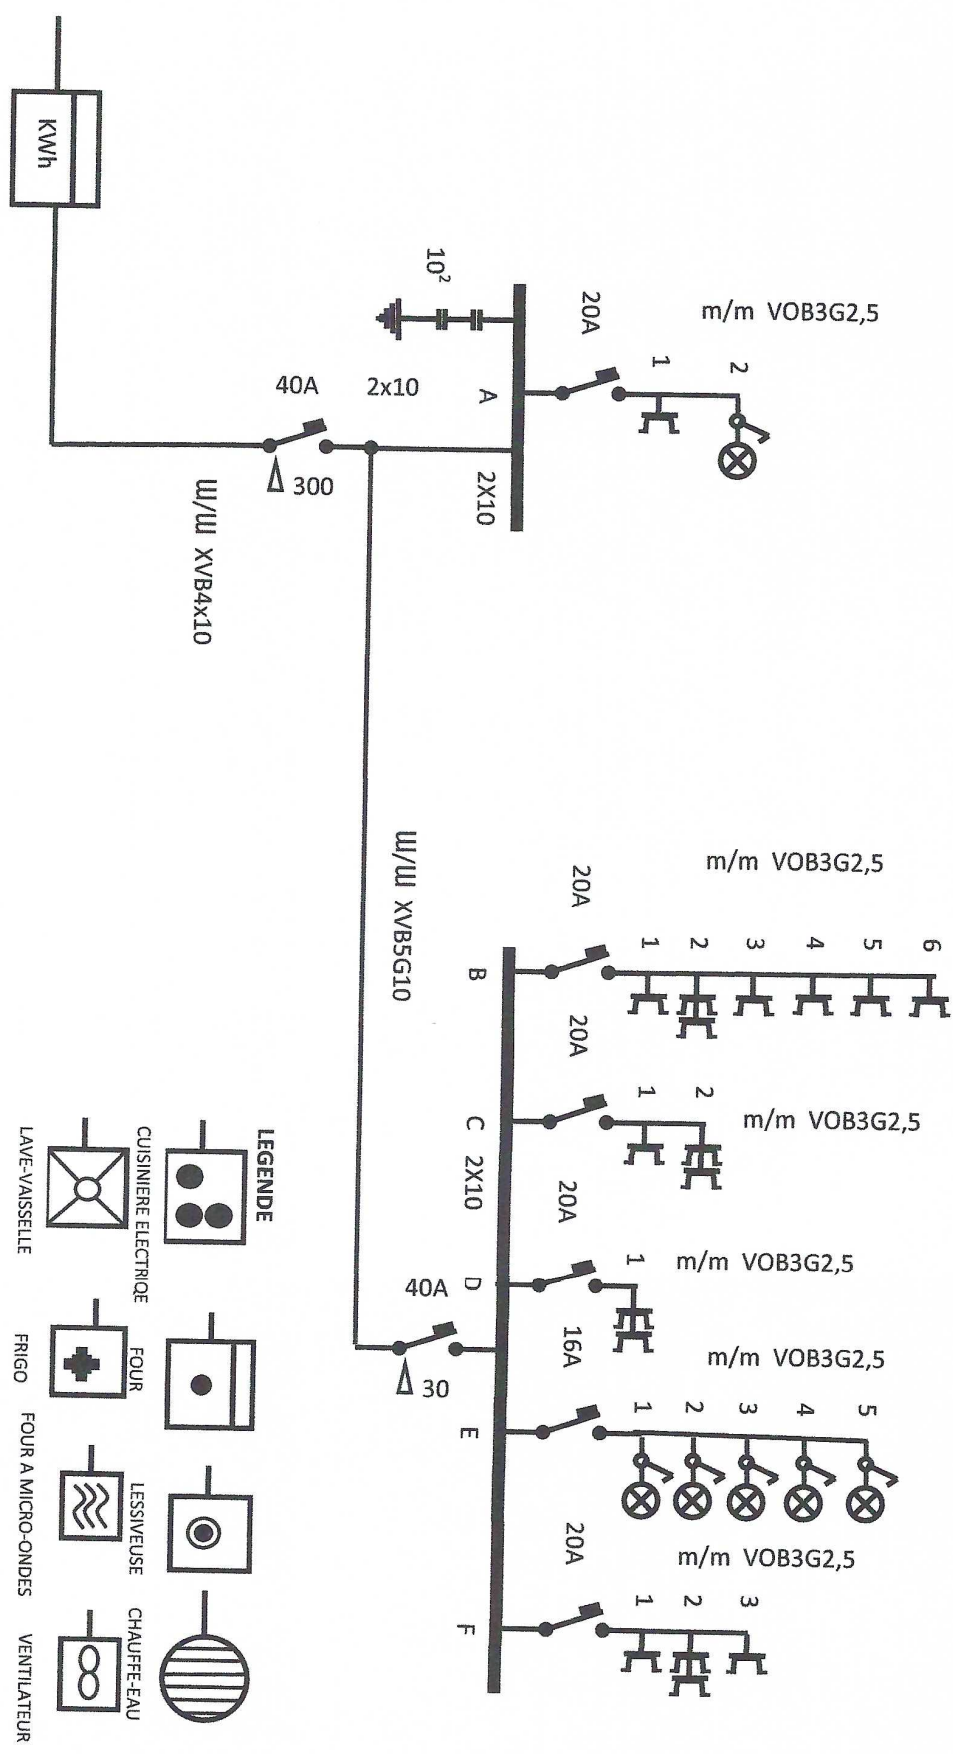 KWh
10²
40A
300
m/m XVB4x10
2x10
A
2X10
20A
1
2
m/m VOB3G2,5
m/m XVB5G10
40A
30
B
20A
1
2
3
4
5
6
m/m VOB3G2,5
C
20A
1
2
m/m VOB3G2,5
2X10
D
20A
1
m/m VOB3G2,5
E
16A
1
2
3
4
5
m/m VOB3G2,5
F
20A
1
2
3
m/m VOB3G2,5
LEGENDE
CUISINIERE ELECTRIQE
FOUR
LESSIVEUSE
CHAUFFE-EAU
LAVE-VAISSELLE
FRIGO
FOUR A MICRO-ONDES
VENTILATEUR